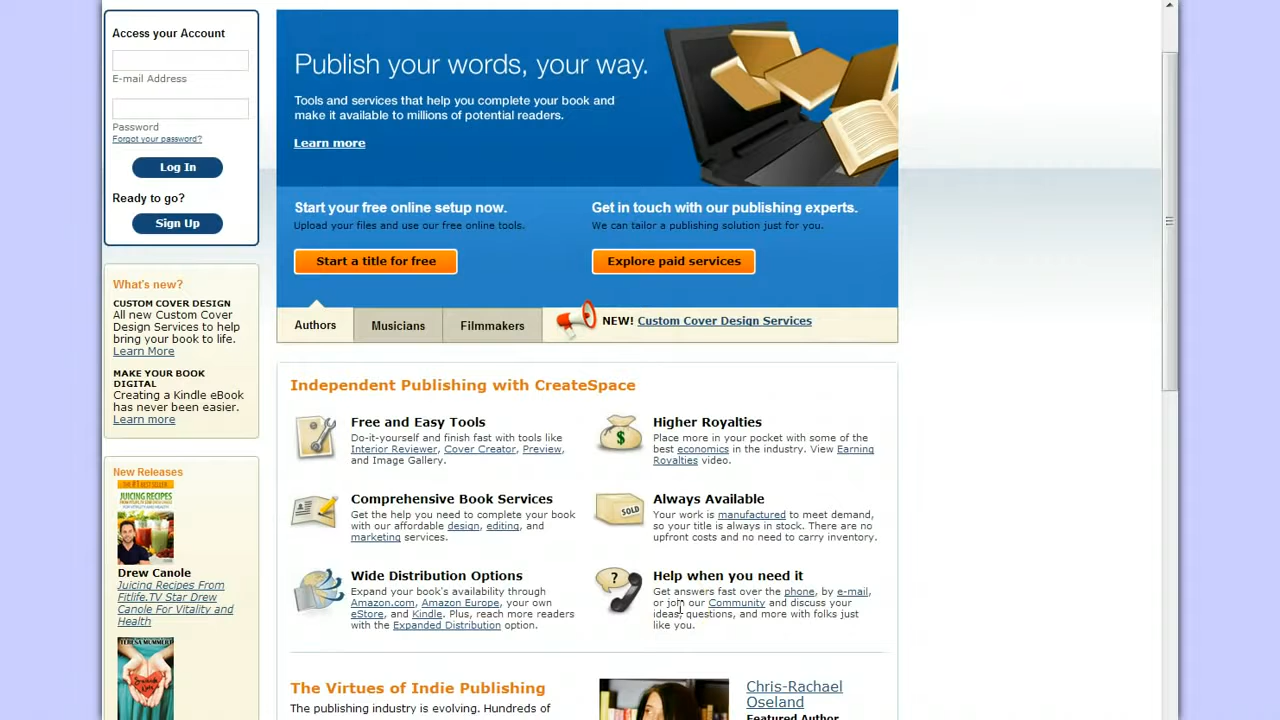 Access your Account
E-mail Address
Password
Forgot your password?
Log In
Ready to go?
Sign Up
What's new?
CUSTOM COVER DESIGN
All new Custom Cover
Design Services to help
bring your book to life.
Learn More
MAKE YOUR BOOK
DIGITAL
Creating a Kindle eBook
has never been easier.
Learn more
New Releases
THE #1 BEST SELLER
JUICING RECIPES
Drew Canole
Juicing Recipes From
Fitlife.TV Star Drew
Canole For Vitality and
Health
TERESA MUMMERT
Publish your words, your way.
Tools and services that help you complete your book and
make it available to millions of potential readers.
Learn more
Start your free online setup now.
Upload your files and use our free online tools.
Start a title for free
Get in touch with our publishing experts.
We can tailor a publishing solution just for you.
Explore paid services
Authors
Musicians
Filmmakers
NEW! Custom Cover Design Services
Independent Publishing with CreateSpace
Free and Easy Tools
Do-it-yourself and finish fast with tools like
Interior Reviewer, Cover Creator, Preview,
and Image Gallery.
Higher Royalties
Place more in your pocket with some of the
best economics in the industry. View Earning
Royalties video.
Comprehensive Book Services
Get the help you need to complete your book
with our affordable design, editing, and
marketing services.
SOLD
Always Available
Your work is manufactured to meet demand,
so your title is always in stock. There are no
upfront costs and no need to carry inventory.
Wide Distribution Options
Expand your book's availability through
Amazon.com, Amazon Europe, your own
eStore, and Kindle. Plus, reach more readers
with the Expanded Distribution option.
Help when you need it
Get answers fast over the phone, by e-mail,
or join our Community and discuss your
ideas, questions, and more with folks just
like you.
The Virtues of Indie Publishing
The publishing industry is evolving. Hundreds of
Chris-Rachael
Oseland
Featured Author